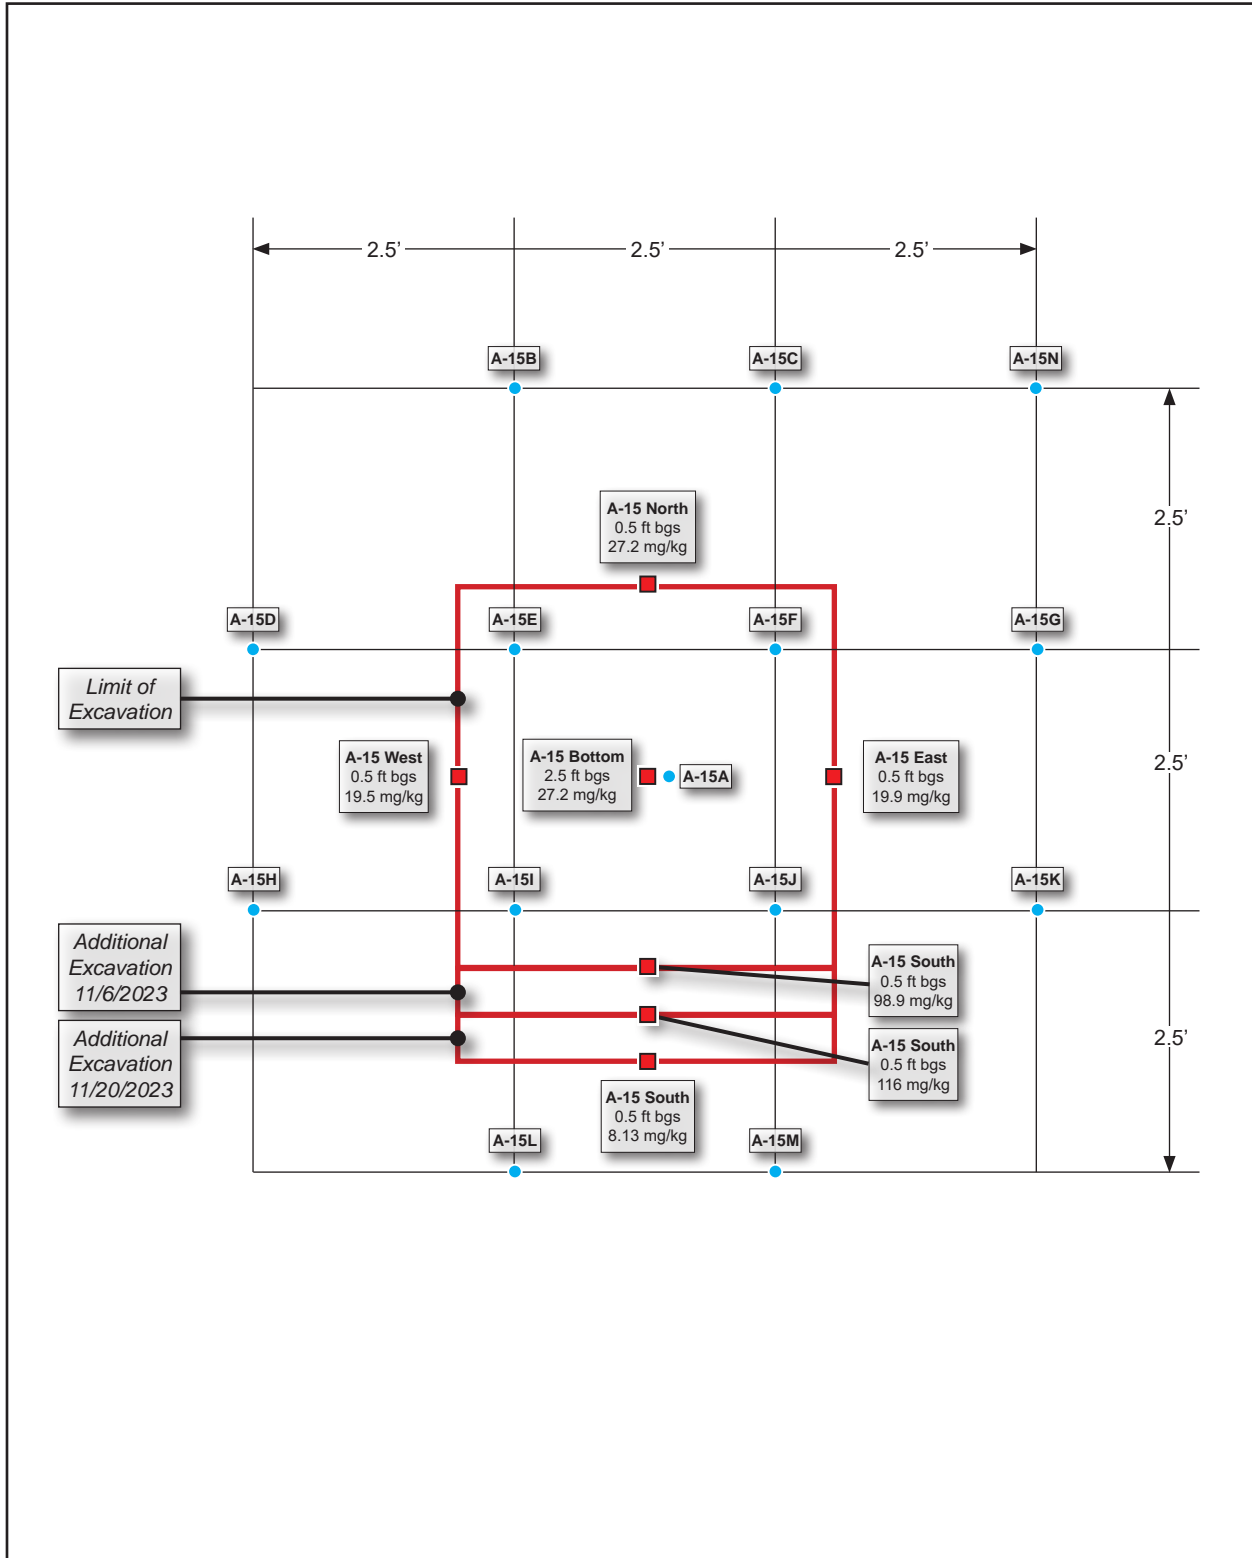 2.5’ 2.5’ 2.5’
A-15B A-15C A-15N
A-15 North
0.5 ft bgs
27.2 mg/kg
2.5’
A-15D A-15E A-15F A-15G
Limit of
Excavation
A-15 West
0.5 ft bgs
19.5 mg/kg
A-15 Bottom
2.5 ft bgs
27.2 mg/kg
A-15A
A-15 East
0.5 ft bgs
19.9 mg/kg
2.5’
A-15H A-15I A-15J A-15K
Additional
Excavation
11/6/2023
A-15 South
0.5 ft bgs
98.9 mg/kg
Additional
Excavation
11/20/2023
A-15 South
0.5 ft bgs
116 mg/kg
2.5’
A-15 South
0.5 ft bgs
8.13 mg/kg
A-15L A-15M